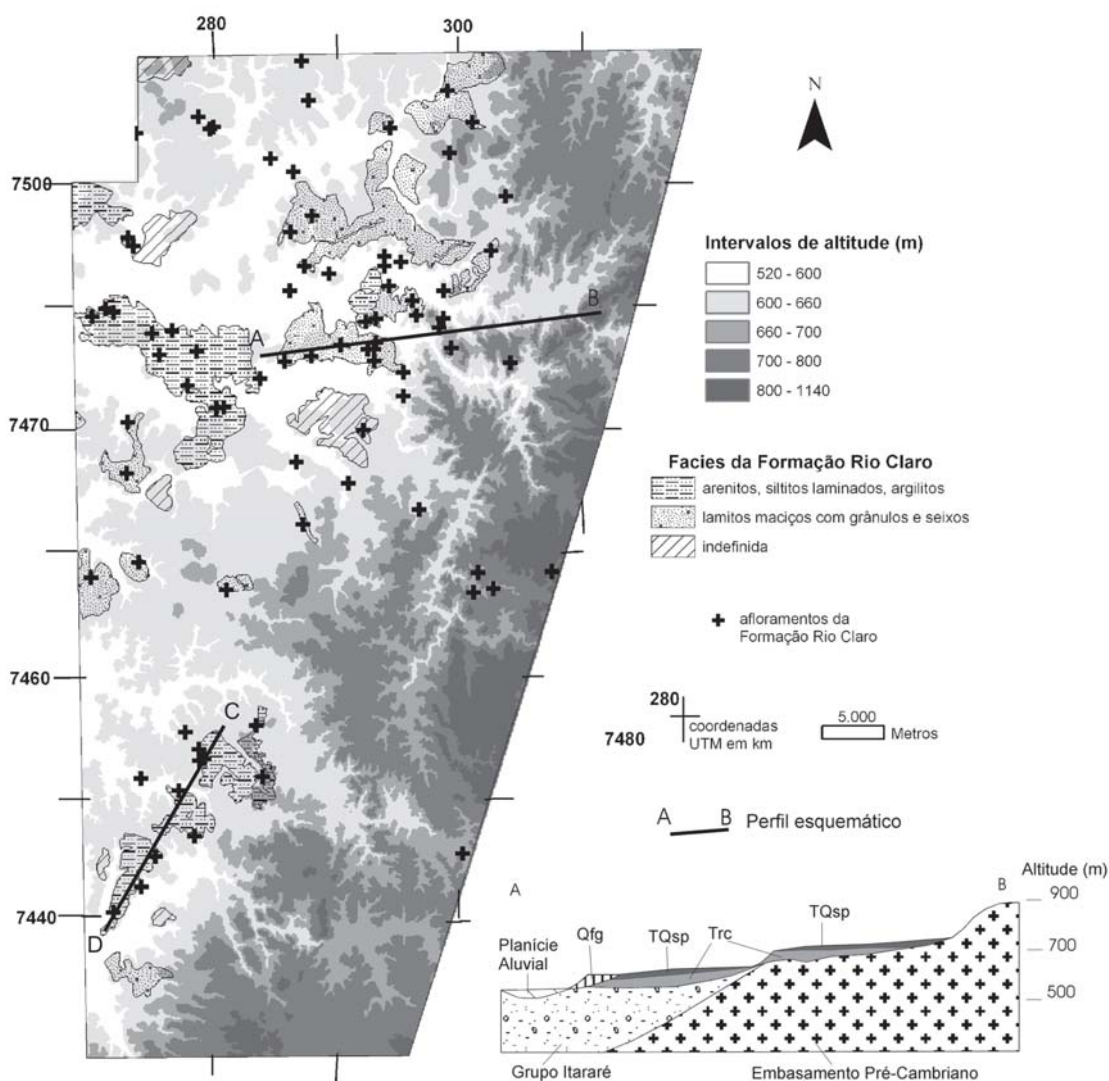 280
300
N
7500
7470
7460
7440
A
B
C
D
Intervalos de altitude (m)
520 - 600
600 - 660
660 - 700
700 - 800
800 - 1140
Facies da Formação Rio Claro
arenitos, siltitos laminados, argilitos
lamitos maciços com grânulos e seixos
indefinida
afloramentos da
Formação Rio Claro
280
7480
coordenadas
UTM em km
5.000
Metros
A B Perfil esquemático
Altitude (m)
A
B
900
700
500
Planície
Aluvial
Qfg
TQsp
Trc
TQsp
Grupo Itararé
Embasamento Pré-Cambriano